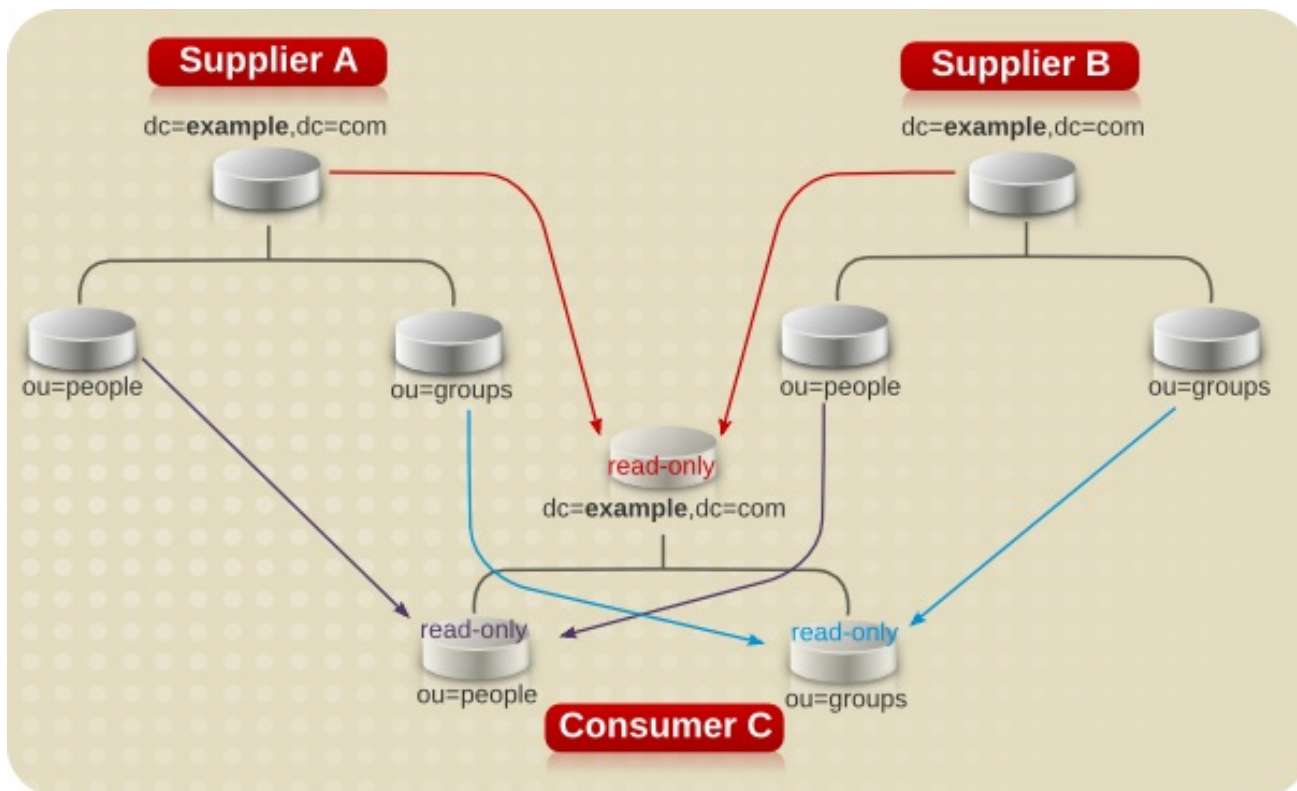 Supplier A
Supplier B
dc=example,dc=com
dc=example,dc=com
ou=people
ou=groups
ou=people
ou=groups
read-only
dc=example,dc=com
read-only
read-only
ou=people
ou=groups
Consumer C